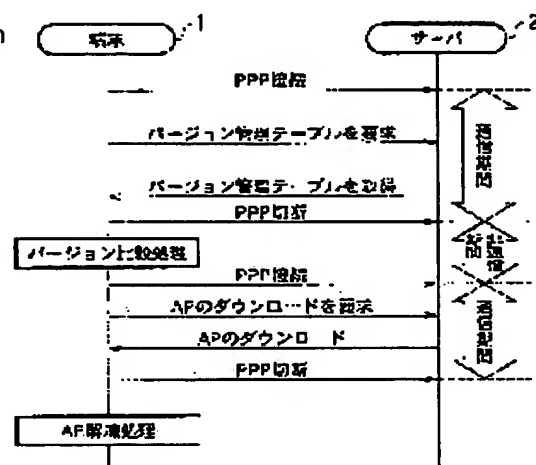 n
端末
1
サーバ
2
PPP接続
バージョン管理テーブルを要求
バージョン管理テーブルを取得
PPP切断
バージョン比較処理
PPP接続
APのダウンロードを要求
APのダウンロード
PPP切断
AP解凍処理